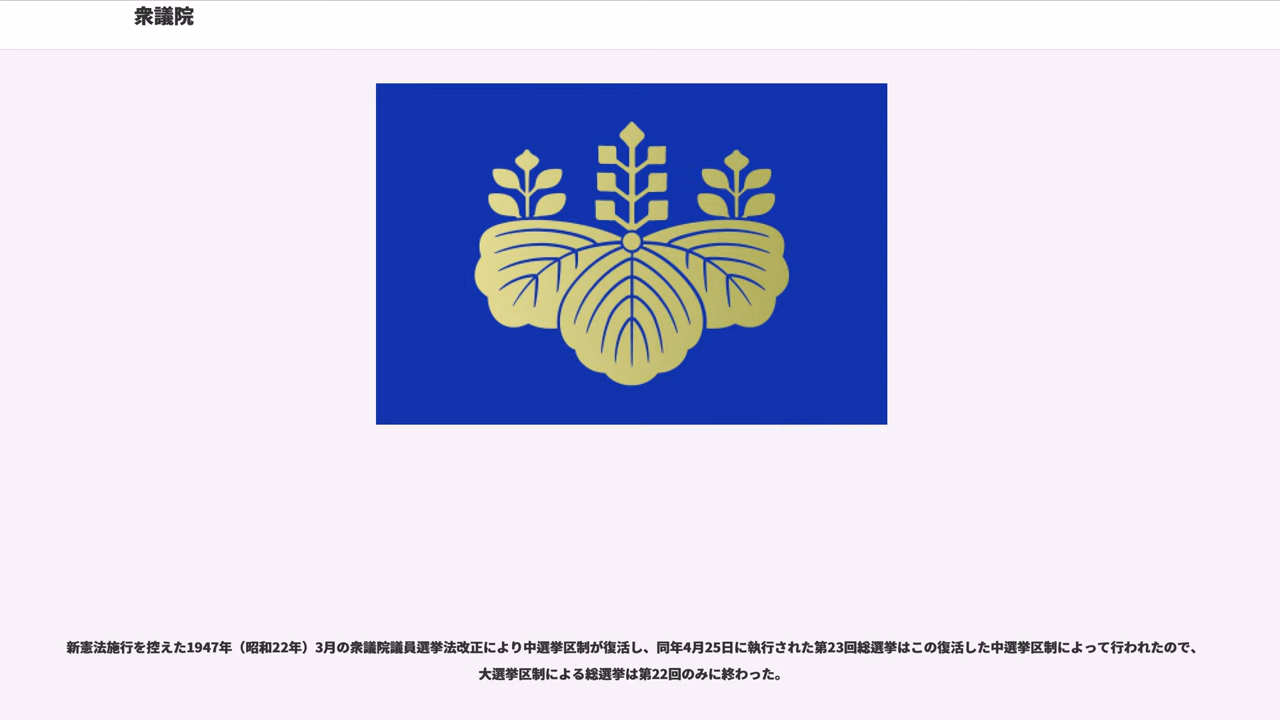 衆議院
新憲法施行を控えた1947年（昭和22年）3月の衆議院議員選挙法改正により中選挙区制が復活し、同年4月25日に執行された第23回総選挙はこの復活した中選挙区制によって行われたので、
大選挙区制による総選挙は第22回のみに終わった。